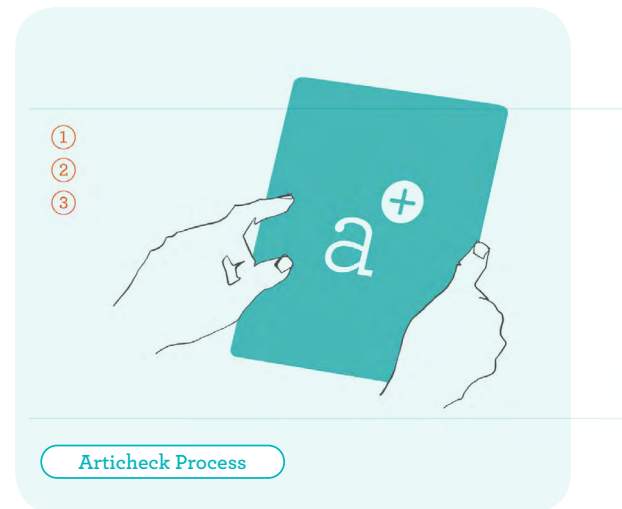 ①
②
③
a+
Articheck Process